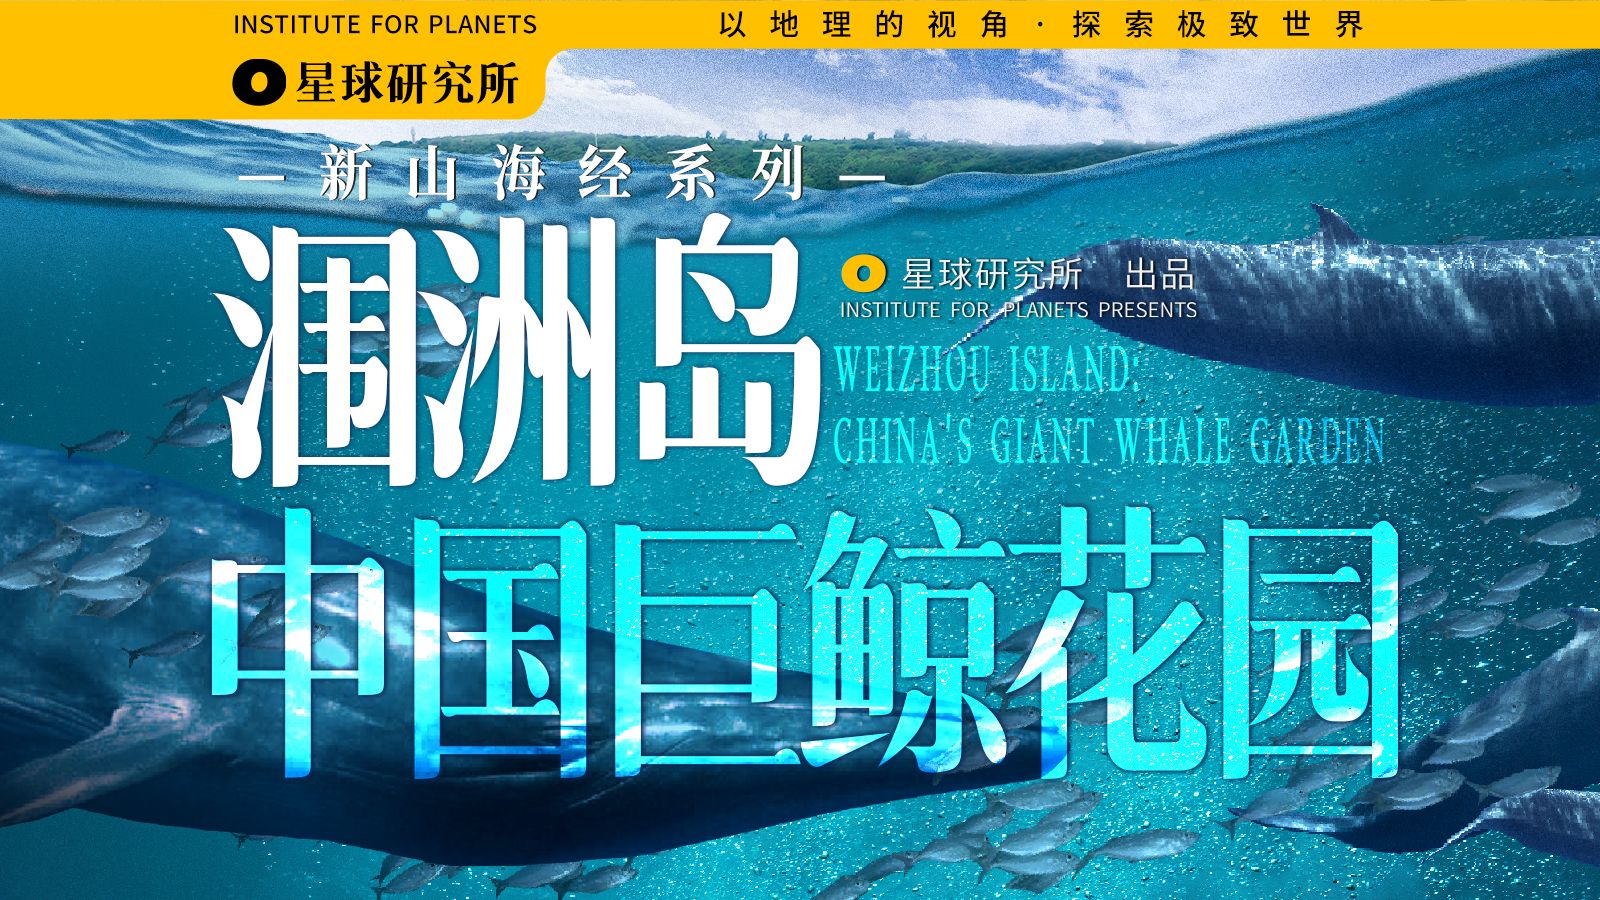 INSTITUTE FOR PLANETS
以地理的视角·探索极致世界
星球研究所
—新山海经系列—
涠洲岛
星球研究所 出品
INSTITUTE FOR PLANETS PRESENTS
WEIZHOU ISLAND:
CHINA'S GIANT WHALE GARDEN
中国巨鲸花园